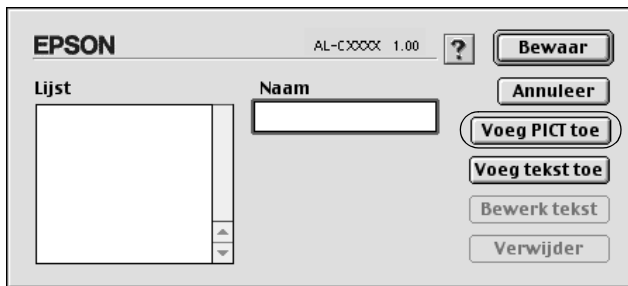 EPSON AL-CXXXX 1.00 ? Bewaar
Lijst Naam Annuleer
Voeg PICT toe
Voeg tekst toe
Bewerk tekst
Verwijder